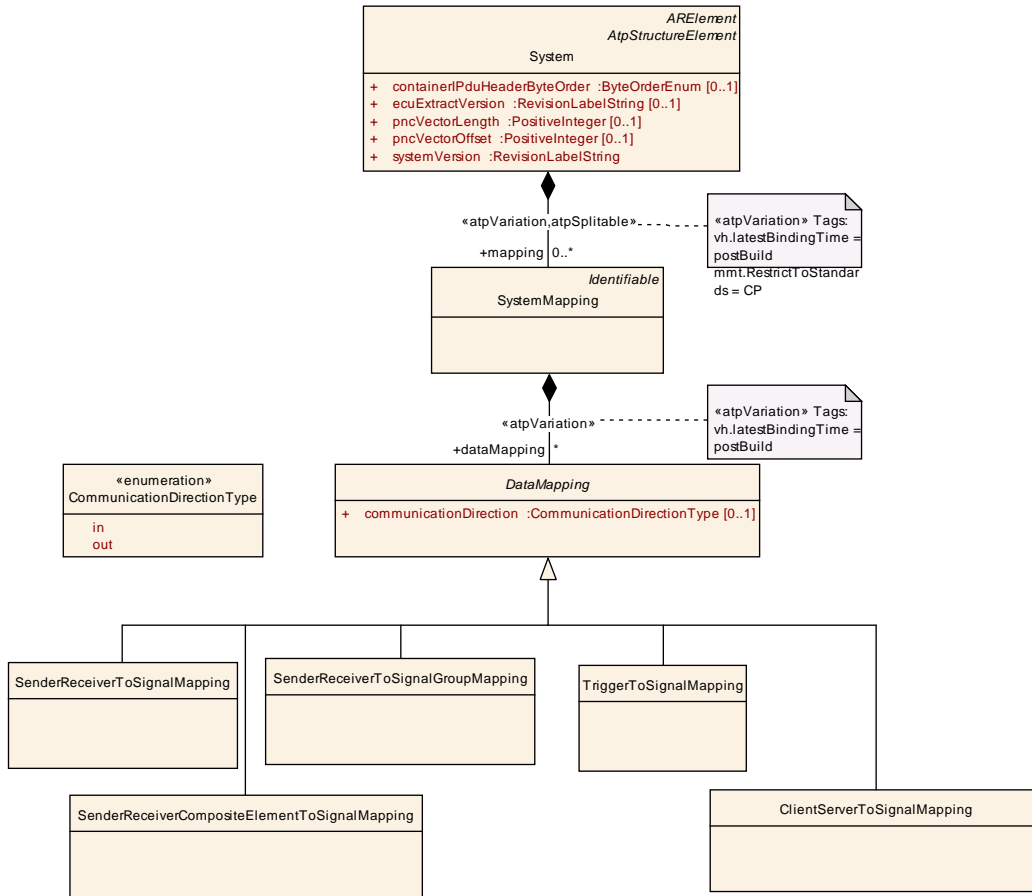 ARElement
AtpStructureElement
System
+ containerIPduHeaderByteOrder :ByteOrderEnum [0..1]
+ ecuExtractVersion :RevisionLabelString [0..1]
+ pncVectorLength :PositiveInteger [0..1]
+ pncVectorOffset :PositiveInteger [0..1]
+ systemVersion :RevisionLabelString
«atpVariation,atpSplitable»
+mapping 0..*
«atpVariation» Tags:
vh.latestBindingTime =
postBuild
mmt.RestrictToStandar
ds = CP
Identifiable
SystemMapping
«atpVariation»
+dataMapping *
«atpVariation» Tags:
vh.latestBindingTime =
postBuild
«enumeration»
CommunicationDirectionType
in
out
DataMapping
+ communicationDirection :CommunicationDirectionType [0..1]
SenderReceiverToSignalMapping
SenderReceiverToSignalGroupMapping
TriggerToSignalMapping
SenderReceiverCompositeElementToSignalMapping
ClientServerToSignalMapping